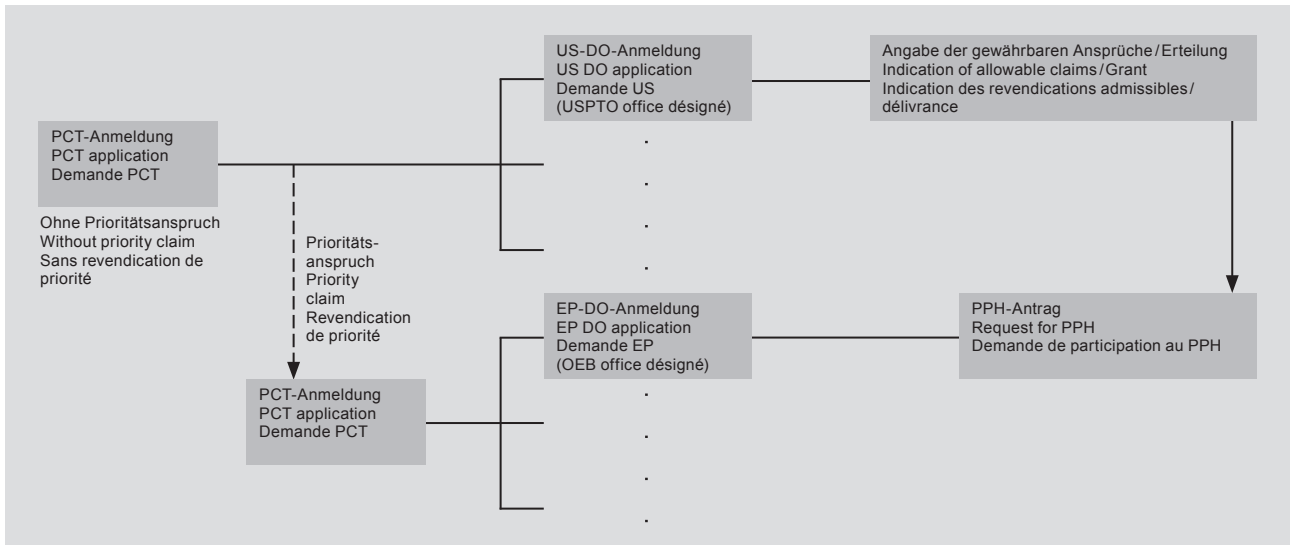 US-DO-Anmeldung
US DO application
Demande US
(USPTO office désigné)
Angabe der gewährbaren Ansprüche/Erteilung
Indication of allowable claims/Grant
Indication des revendications admissibles/
délivrance
PCT-Anmeldung
PCT application
Demande PCT
Ohne Prioritätsanspruch
Without priority claim
Sans revendication de
priorité
Prioritäts-
anspruch
Priority
claim
Revendication
de priorité
EP-DO-Anmeldung
EP DO application
Demande EP
(OEB office désigné)
PPH-Antrag
Request for PPH
Demande de participation au PPH
PCT-Anmeldung
PCT application
Demande PCT